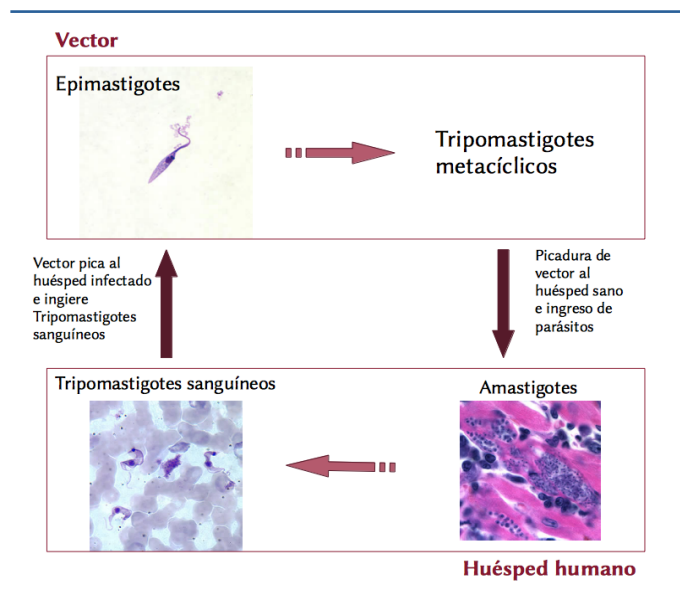 Vector
Epimastigotes
Tripomastigotes
metacíclicos
Vector pica al
huésped infectado
e ingiere
Tripomastigotes
sanguíneos
Picadura de
vector al
huésped sano
e ingreso de
parásitos
Tripomastigotes sanguíneos
Amastigotes
Huésped humano